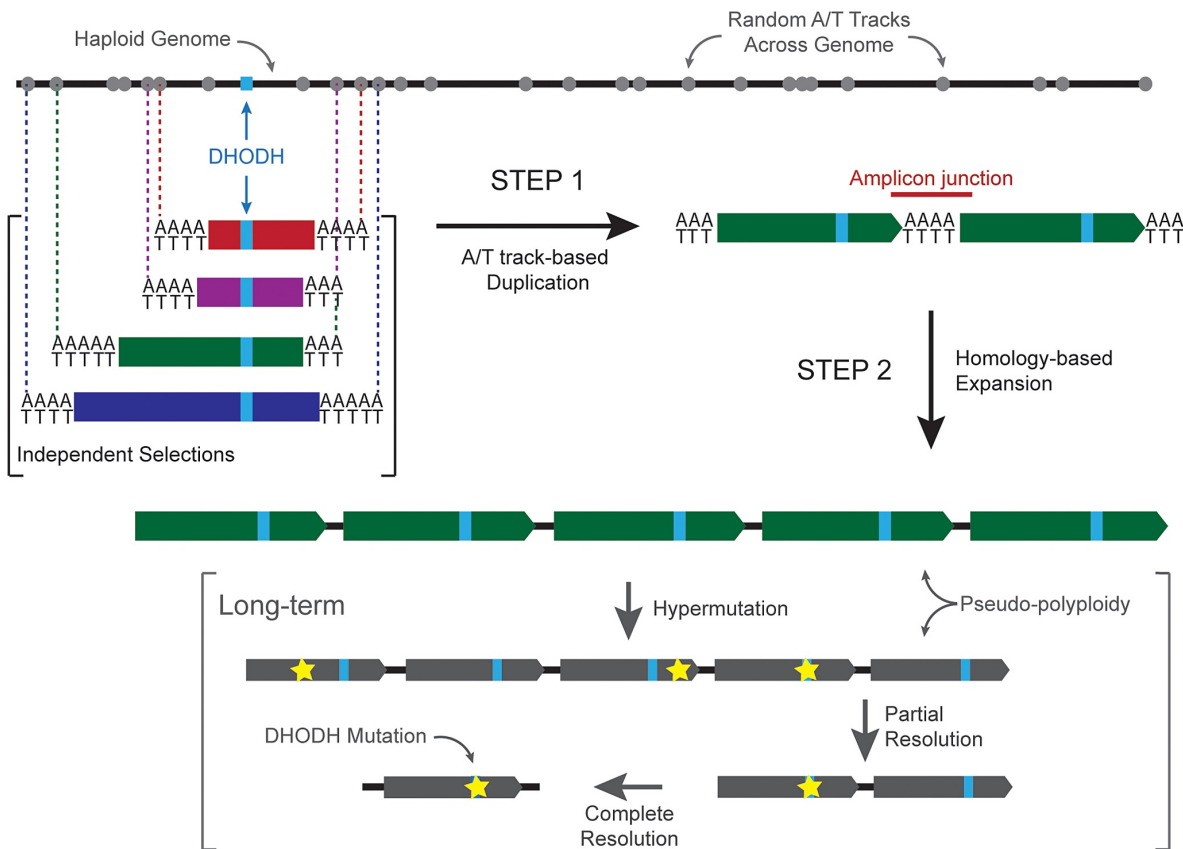 Haploid Genome
Random A/T Tracks
Across Genome
DHODH
AAAA
TTTT
AAAA
TTTT
AAAA
TTTT
AAA
TTT
AAAAA
TTTTT
AAA
TTT
AAAA
TTTT
AAAAA
TTTTT
Independent Selections
STEP 1
A/T track-based
Duplication
Amplicon junction
AAA
TTT
AAAA
TTTT
AAA
TTT
STEP 2
Homology-based
Expansion
Long-term
Hypermutation
Pseudo-polyploidy
Partial
Resolution
DHODH Mutation
Complete
Resolution